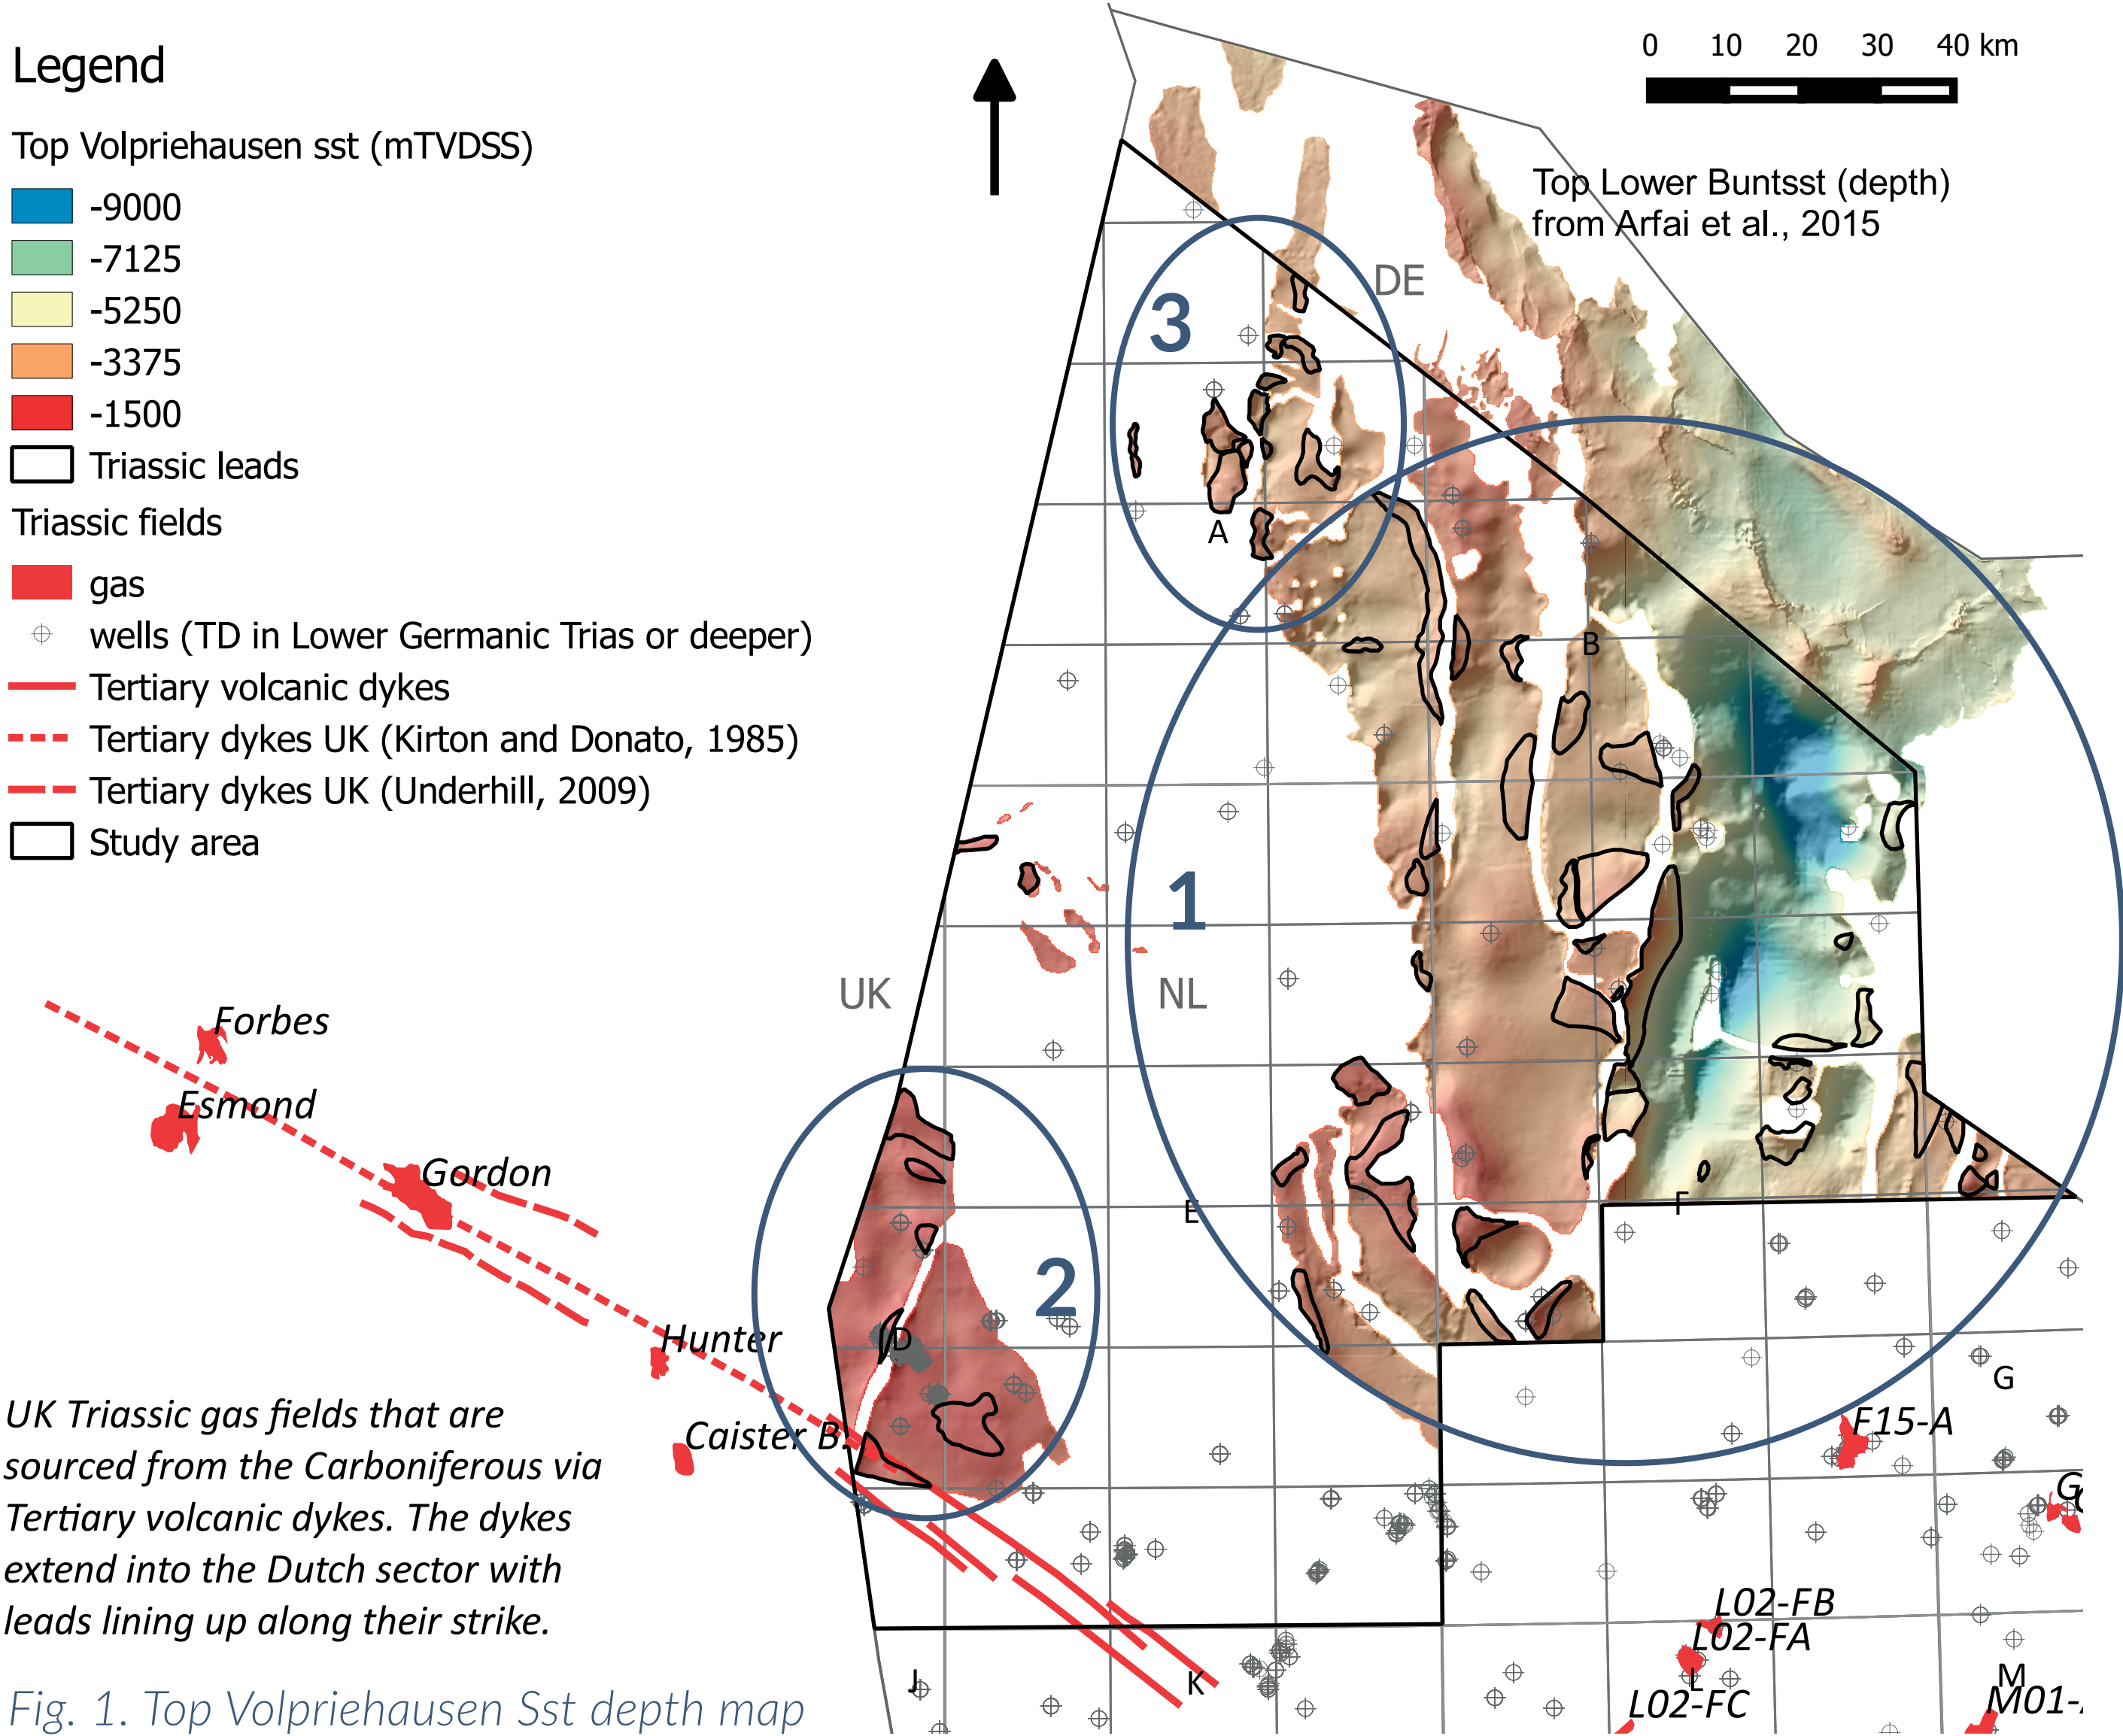 Legend
Top Volpriehausen sst (mTVDSS)
-9000
-7125
-5250
-3375
-1500
Triassic leads
Triassic fields
gas
wells (TD in Lower Germanic Trias or deeper)
Tertiary volcanic dykes
Tertiary dykes UK (Kirton and Donato, 1985)
Tertiary dykes UK (Underhill, 2009)
Study area
0 10 20 30 40 km
Top Lower Buntsst (depth)
from Arfai et al., 2015
DE
3
A
B
1
UK
NL
Forbes
Esmond
Gordon
E
F
2
Hunter
D
G
Caister B.
F15-A
G
UK Triassic gas fields that are
sourced from the Carboniferous via
Tertiary volcanic dykes. The dykes
extend into the Dutch sector with
leads lining up along their strike.
L02-FB
L02-FA
J
K
L
M
L02-FC
M01-
Fig. 1. Top Volpriehausen Sst depth map